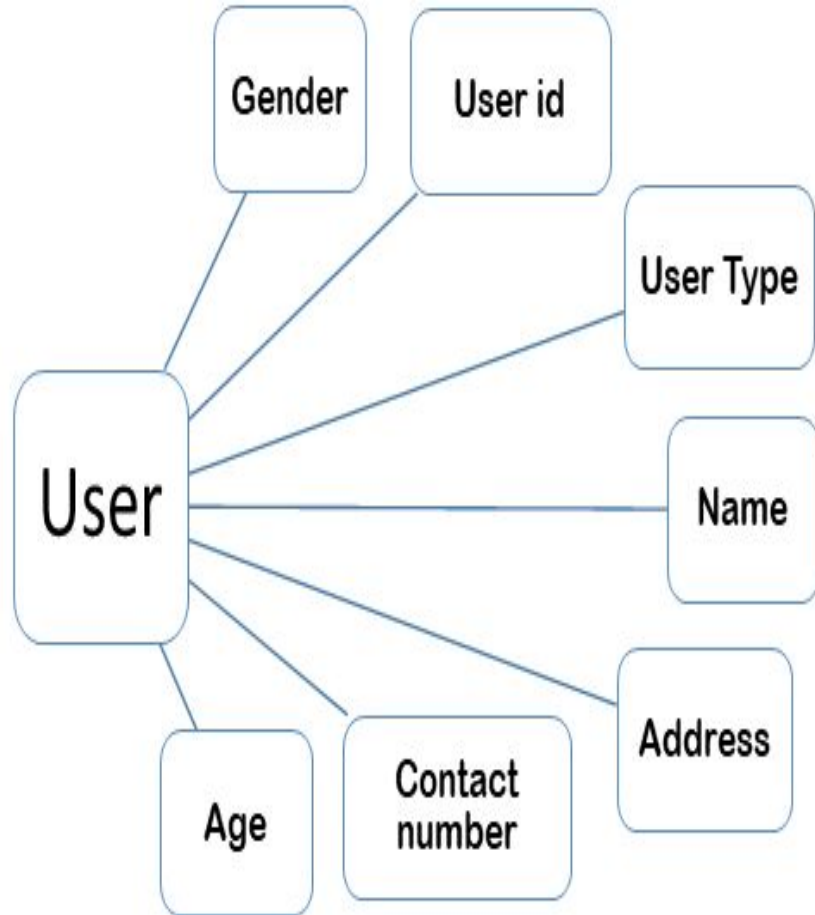 Gender
User id
User Type
User
Name
Address
Contact
number
Age